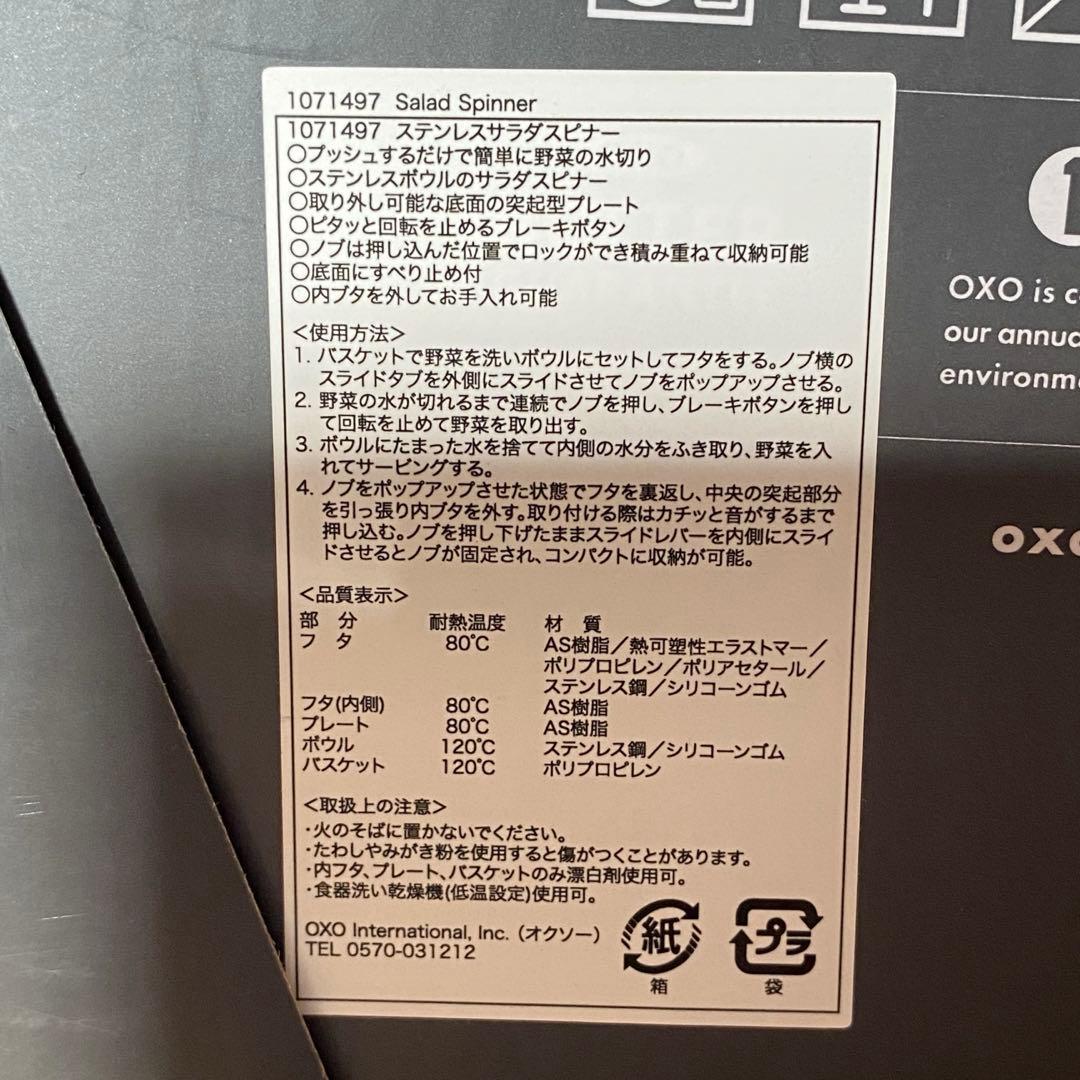 1071497 Salad Spinner
1071497 ステンレスサラダスピナー
○プッシュするだけで簡単に野菜の水切り
○ステンレスボウルのサラダスピナー
○取り外し可能な底面の突起型プレート
○ピタッと回転を止めるブレーキボタン
○ノブは押し込んだ位置でロックができ積み重ねて収納可能
○底面にすべり止め付
○内ブタを外してお手入れ可能
<使用方法>
1. バスケットで野菜を洗いボウルにセットしてフタをする。ノブ横の
スライドタブを外側にスライドさせてノブをポップアップさせる。
2. 野菜の水が切れるまで連続でノブを押し、ブレーキボタンを押し
て回転を止めて野菜を取り出す。
3. ボウルにたまった水を捨てて内側の水分をふき取り、野菜を入
れてサービングする。
4. ノブをポップアップさせた状態でフタを裏返し、中央の突起部分
を引っ張り内ブタを外す。取り付ける際はカチッと音がするまで
押し込む。ノブを押し下げたままスライドレバーを内側にスライ
ドさせるとノブが固定され、コンパクトに収納が可能。
<品質表示>
部 分 耐熱温度 材 質
フ タ 80℃ AS樹脂/熱可塑性エラストマー/
ポリプロピレン/ポリアセタール/
ステンレス鋼/シリコーンゴム
フタ(内側) 80℃ AS樹脂
プレート 80℃ AS樹脂
ボウル 120℃ ステンレス鋼/シリコーンゴム
バスケット 120℃ ポリプロピレン
<取扱上の注意>
・火のそばに置かないでください。
・たわしやみがき粉を使用すると傷がつくことがあります。
・内フタ、プレート、バスケットのみ漂白剤使用可。
・食器洗い乾燥機(低温設定)使用可。
OXO International, Inc. (オクソー)
TEL 0570-031212
紙
箱
プラ
袋
OXO is
our